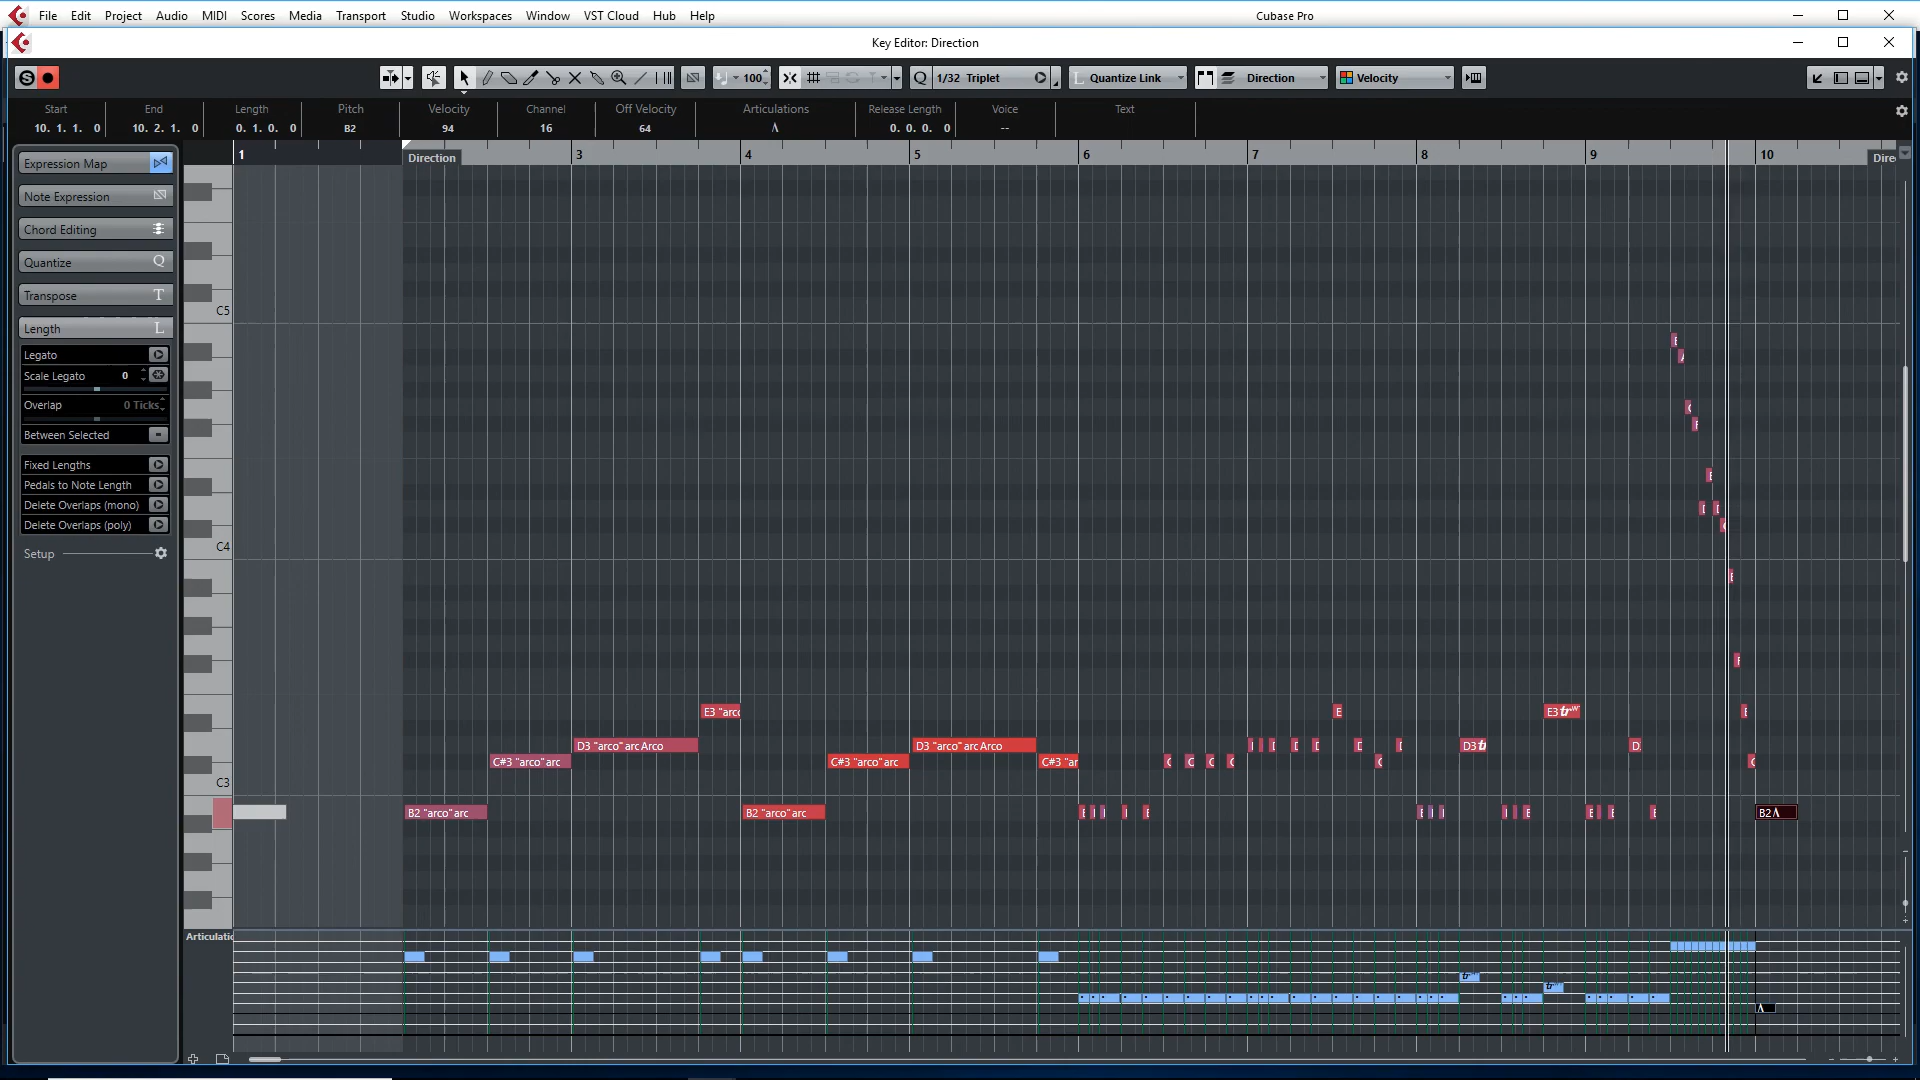 File Edit Project Audio MIDI Scores Media Transport Studio Workspaces Window VST Cloud Hub Help Cubase Pro
Key Editor: Direction
S 100 Q 1/32 Triplet L Quantize Link Direction Velocity
Start End Length Pitch Velocity Channel Off Velocity Articulations Release Length Voice Text
10. 1. 1. 0 10. 2. 1. 0 0. 1. 0. 0 B2 94 16 64 Λ 0. 0. 0. 0 --
1 3 4 5 6 7 8 9 10
Direction Dire
Expression Map
Note Expression
Chord Editing
Quantize Q
Transpose T
Length L
Legato
Scale Legato 0
Overlap 0 Ticks
Between Selected
Fixed Lengths
Pedals to Note Length
Delete Overlaps (mono)
Delete Overlaps (poly)
Setup
C5
C4
C3
E3 "arco E E3 tr
D3 "arco" arc Arco D3 "arco" arc Arco D3 tr D
C#3 "arco" arc C#3 "arco" arc C#3 "ar
B2 "arco" arc B2 "arco" arc B2 Λ
Articulatio
tr
tr
Λ